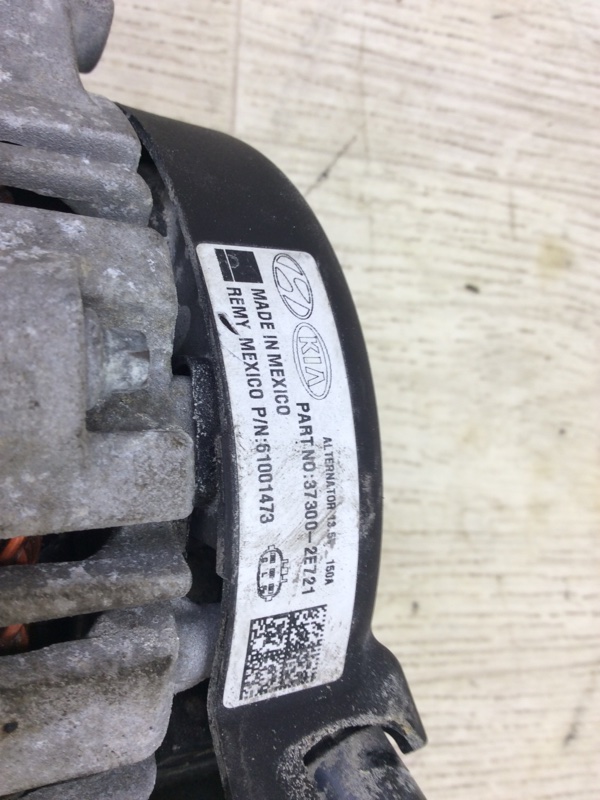 KIA
ALTERNATOR 13.5V - 150A
PART NO:37300-2E721
MADE IN MEXICO
REMY MEXICO P/N:61001473